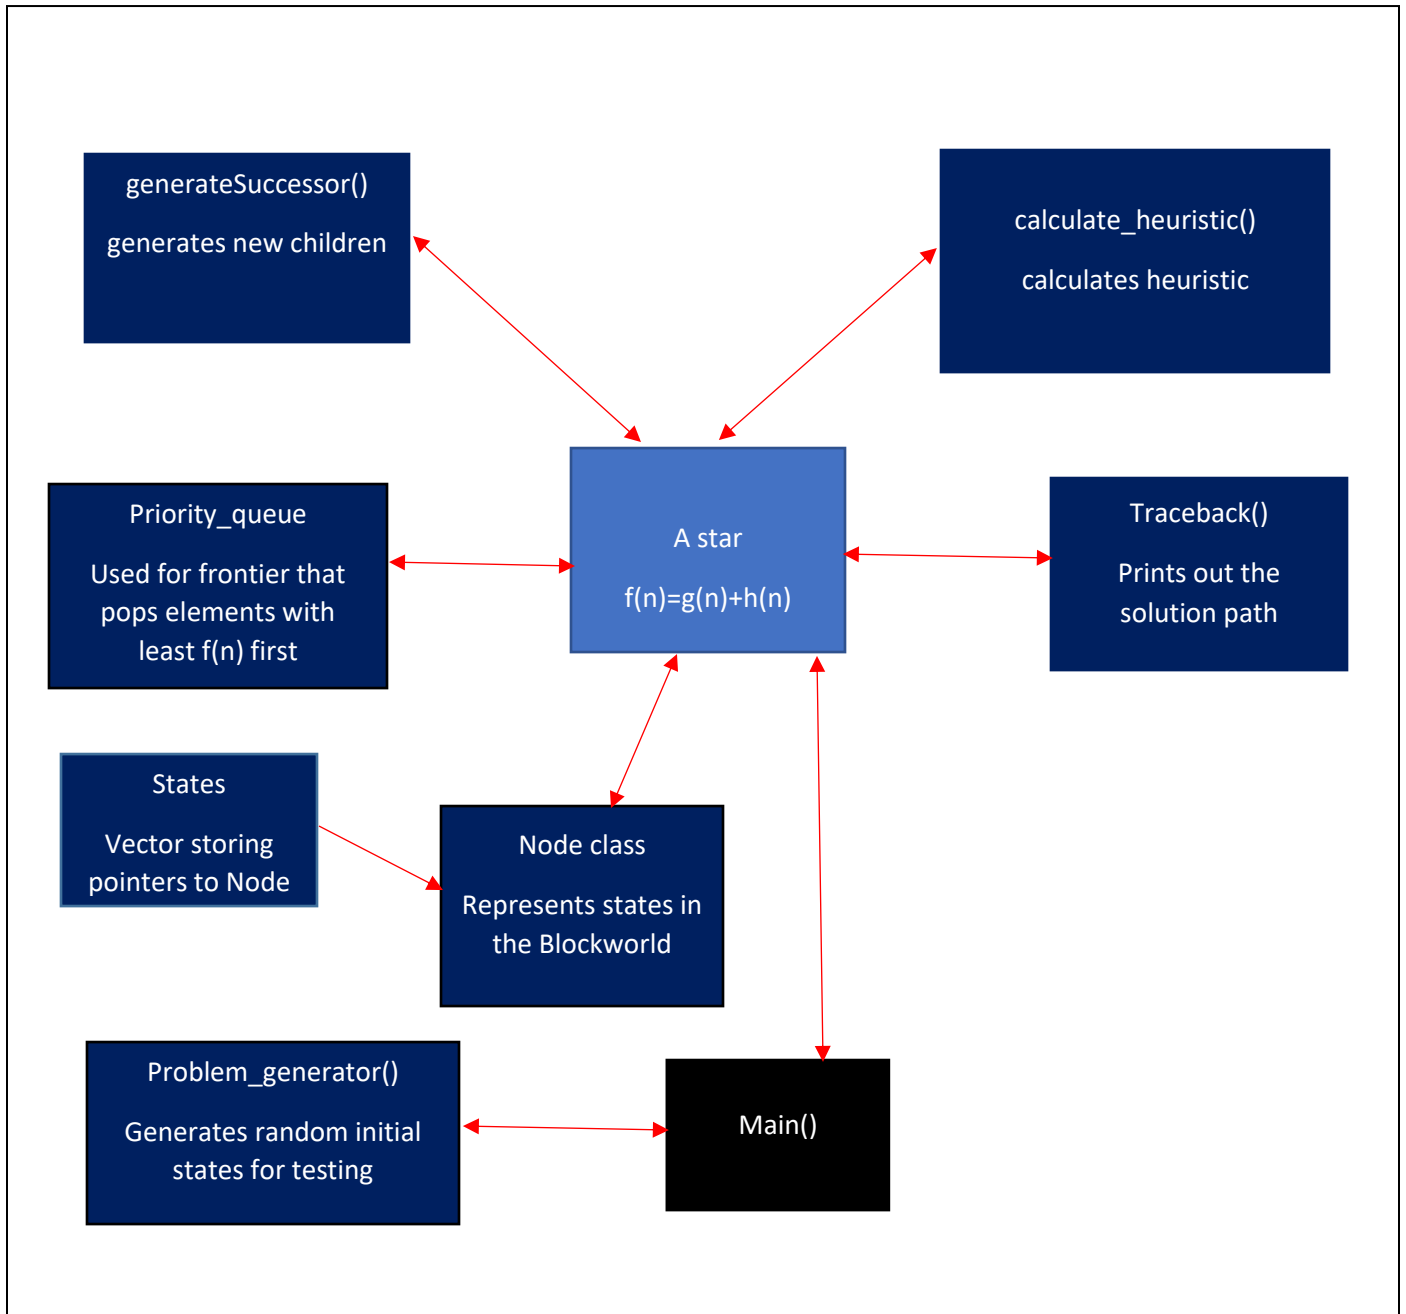 generateSuccessor()
generates new children
calculate_heuristic()
calculates heuristic
Priority_queue
Used for frontier that
pops elements with
least f(n) first
A star
f(n)=g(n)+h(n)
Traceback()
Prints out the
solution path
States
Vector storing
pointers to Node
Node class
Represents states in
the Blockworld
Problem_generator()
Generates random initial
states for testing
Main()